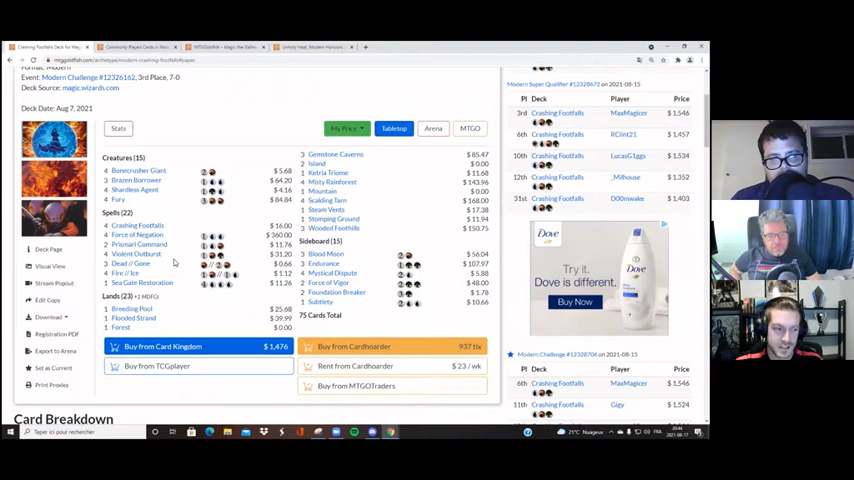 Crashing Footfalls Deck for Mag
Commonly Played Cards in Mod
MTGGoldfish - Magic: the Gathe
Unholy Heat, Modern Horizons
mtggoldfish.com/archetype/modern-crashing-footfalls#paper
Format: Modern
Event: Modern Challenge #12326162, 3rd Place, 7-0
Deck Source: magic.wizards.com
Deck Date: Aug 7, 2021
Stats
My Price
Tabletop
Arena
MTGO
Creatures (15)
4 Bonecrusher Giant $ 5.68
3 Brazen Borrower $ 64.20
4 Shardless Agent $ 4.16
4 Fury $ 84.84
Spells (22)
4 Crashing Footfalls $ 16.00
4 Force of Negation $ 360.00
2 Prismari Command $ 11.76
4 Violent Outburst $ 31.20
3 Dead // Gone $ 0.66
4 Fire // Ice $ 1.12
1 Sea Gate Restoration $ 11.26
Lands (23) +1 MDFCs
1 Breeding Pool $ 25.68
1 Flooded Strand $ 39.99
1 Forest $ 0.00
3 Gemstone Caverns $ 85.47
2 Island $ 0.00
1 Ketria Triome $ 11.68
4 Misty Rainforest $ 143.96
1 Mountain $ 0.00
4 Scalding Tarn $ 168.00
1 Steam Vents $ 17.38
1 Stomping Ground $ 11.94
3 Wooded Foothills $ 150.75
Sideboard (15)
3 Blood Moon $ 56.04
3 Endurance $ 107.97
4 Mystical Dispute $ 5.88
2 Force of Vigor $ 48.00
2 Foundation Breaker $ 1.78
1 Subtlety $ 10.66
75 Cards Total
Deck Page
Visual View
Stream Popout
Edit Copy
Download
Registration PDF
Export to Arena
Set as Current
Print Proxies
Buy from Card Kingdom $ 1,476
Buy from TCGplayer
Buy from Cardhoarder 937 tix
Rent from Cardhoarder $ 23 / wk
Buy from MTGOTraders
Card Breakdown
Modern Super Qualifier #12328672 on 2021-08-15
Pl Deck Player Price
3rd Crashing Footfalls MaxMagicer $ 1,546
6th Crashing Footfalls RClint21 $ 1,457
10th Crashing Footfalls LucasG1ggs $ 1,534
12th Crashing Footfalls _Milhouse_ $ 1,352
31st Crashing Footfalls D00mwake $ 1,403
Try it.
Dove is different.
Buy Now
Dove
Modern Challenge #12328706 on 2021-08-15
Pl Deck Player Price
6th Crashing Footfalls MaxMagicer $ 1,546
11th Crashing Footfalls Gigy $ 1,524
Taper ici pour rechercher
21°C Nuageux
FRA
20:44
2021-08-17